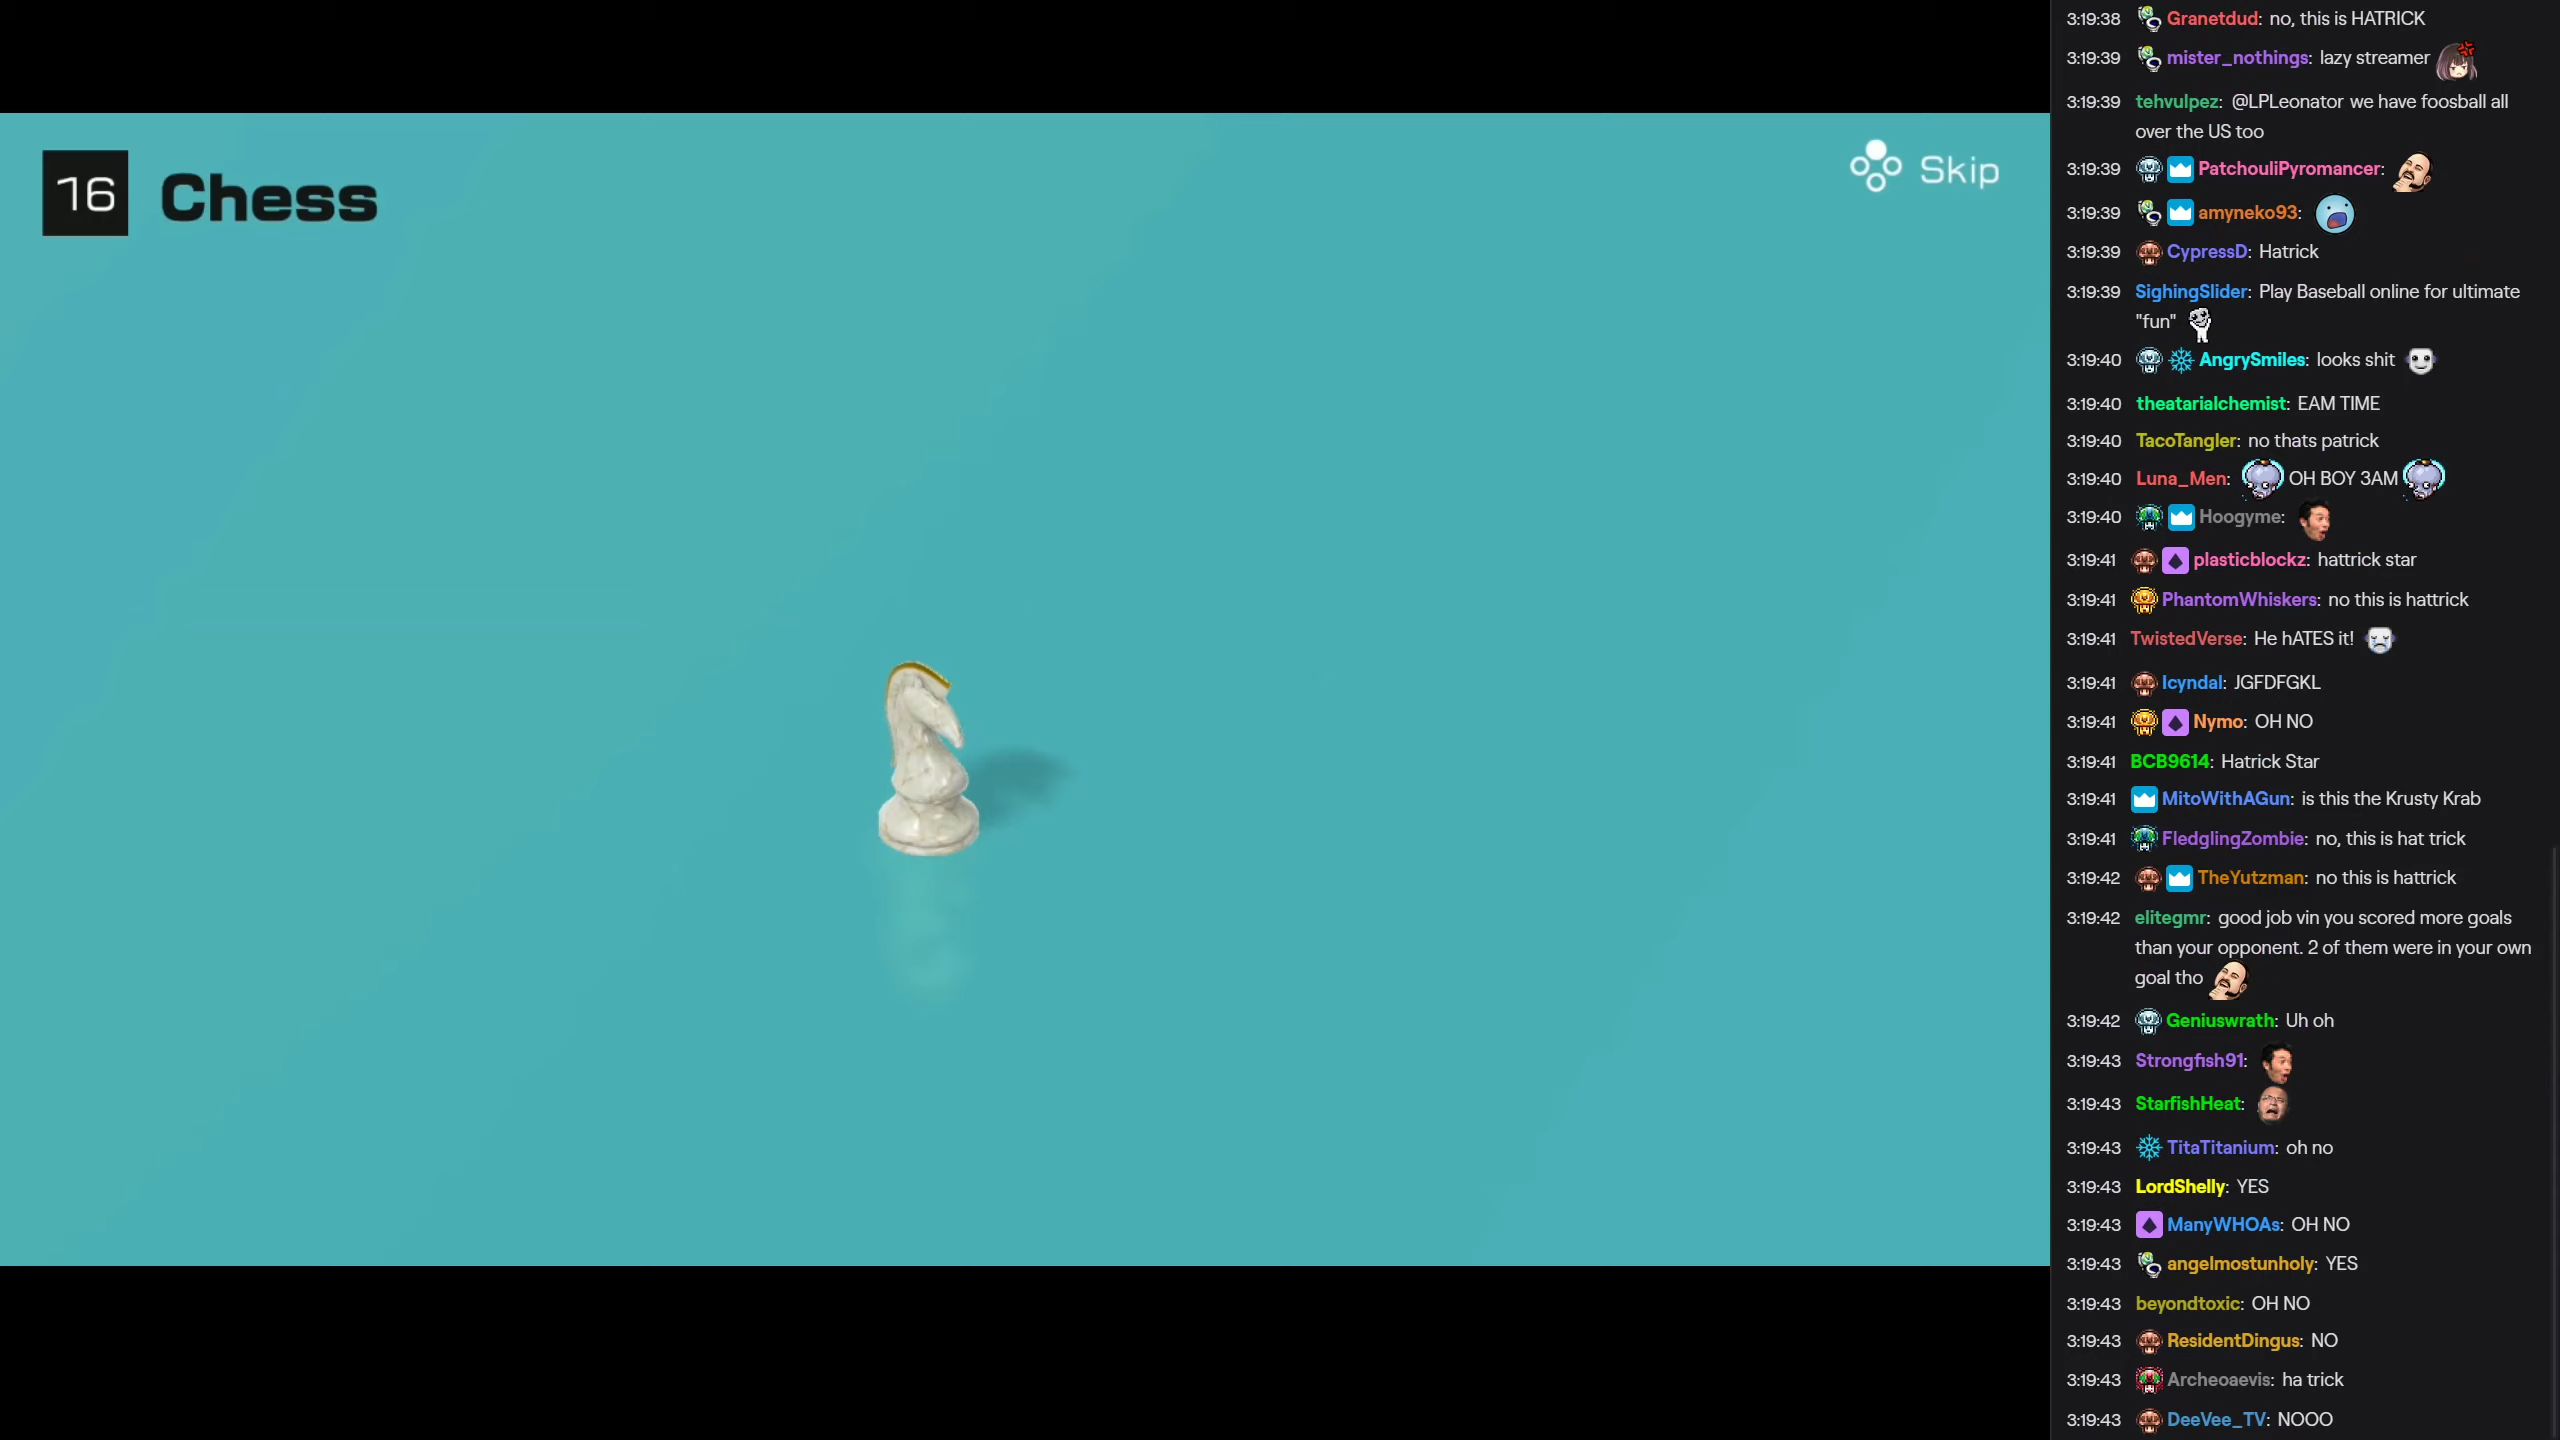 16 Chess
Skip
3:19:38 Granetdud: no, this is HATRICK
3:19:39 mister_nothings: lazy streamer
3:19:39 tehvulpez: @LPLeonator we have foosball all
over the US too
3:19:39 PatchouliPyromancer:
3:19:39 amyneko93:
3:19:39 CypressD: Hatrick
3:19:39 SighingSlider: Play Baseball online for ultimate
"fun"
3:19:40 AngrySmiles: looks shit
3:19:40 theatarialchemist: EAM TIME
3:19:40 TacoTangler: no thats patrick
3:19:40 Luna_Men: OH BOY 3AM
3:19:40 Hoogyme:
3:19:41 plasticblockz: hattrick star
3:19:41 PhantomWhiskers: no this is hattrick
3:19:41 TwistedVerse: He hATES it!
3:19:41 Icyndal: JGFDFGKL
3:19:41 Nymo: OH NO
3:19:41 BCB9614: Hatrick Star
3:19:41 MitoWithAGun: is this the Krusty Krab
3:19:41 FledglingZombie: no, this is hat trick
3:19:42 TheYutzman: no this is hattrick
3:19:42 elitegmr: good job vin you scored more goals
than your opponent. 2 of them were in your own
goal tho
3:19:42 Geniuswrath: Uh oh
3:19:43 Strongfish91:
3:19:43 StarfishHeat:
3:19:43 TitaTitanium: oh no
3:19:43 LordShelly: YES
3:19:43 ManyWHOAs: OH NO
3:19:43 angelmostunholy: YES
3:19:43 beyondtoxic: OH NO
3:19:43 ResidentDingus: NO
3:19:43 Archeoaevis: ha trick
3:19:43 DeeVee_TV: NOOO